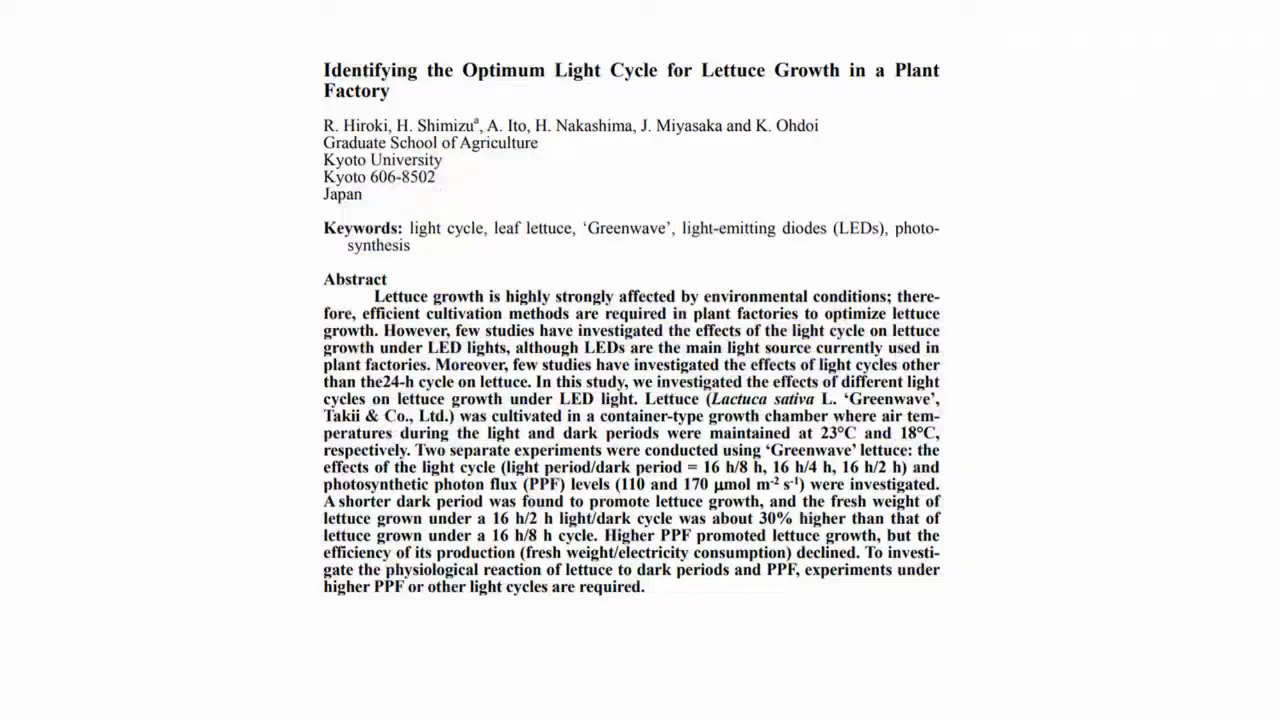 Identifying the Optimum Light Cycle for Lettuce Growth in a Plant
Factory
R. Hiroki, H. Shimizuª, A. Ito, H. Nakashima, J. Miyasaka and K. Ohdoi
Graduate School of Agriculture
Kyoto University
Kyoto 606-8502
Japan
Keywords: light cycle, leaf lettuce, ‘Greenwave’, light-emitting diodes (LEDs), photo-
synthesis
Abstract
Lettuce growth is highly strongly affected by environmental conditions; there-
fore, efficient cultivation methods are required in plant factories to optimize lettuce
growth. However, few studies have investigated the effects of the light cycle on lettuce
growth under LED lights, although LEDs are the main light source currently used in
plant factories. Moreover, few studies have investigated the effects of light cycles other
than the24-h cycle on lettuce. In this study, we investigated the effects of different light
cycles on lettuce growth under LED light. Lettuce (Lactuca sativa L. ‘Greenwave’,
Takii & Co., Ltd.) was cultivated in a container-type growth chamber where air tem-
peratures during the light and dark periods were maintained at 23°C and 18°C,
respectively. Two separate experiments were conducted using ‘Greenwave’ lettuce: the
effects of the light cycle (light period/dark period = 16 h/8 h, 16 h/4 h, 16 h/2 h) and
photosynthetic photon flux (PPF) levels (110 and 170 μmol m⁻² s⁻¹) were investigated.
A shorter dark period was found to promote lettuce growth, and the fresh weight of
lettuce grown under a 16 h/2 h light/dark cycle was about 30% higher than that of
lettuce grown under a 16 h/8 h cycle. Higher PPF promoted lettuce growth, but the
efficiency of its production (fresh weight/electricity consumption) declined. To investi-
gate the physiological reaction of lettuce to dark periods and PPF, experiments under
higher PPF or other light cycles are required.